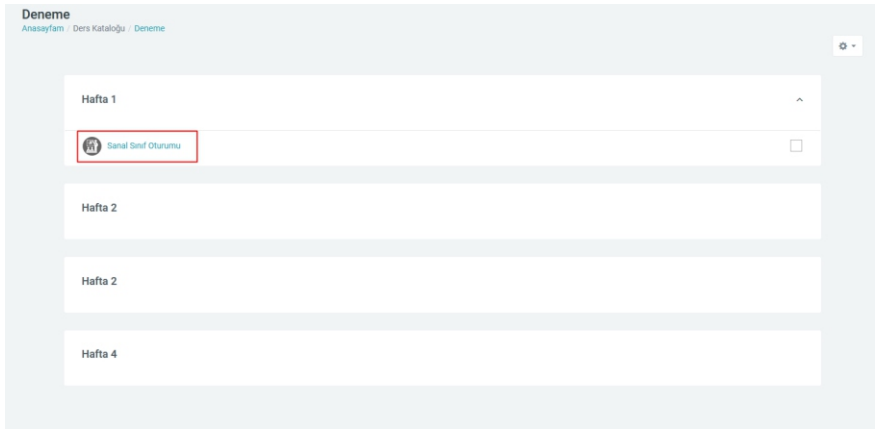 Deneme
Anasayfam / Ders Kataloğu / Deneme
Hafta 1
Sanal Sınıf Oturumu
Hafta 2
Hafta 2
Hafta 4